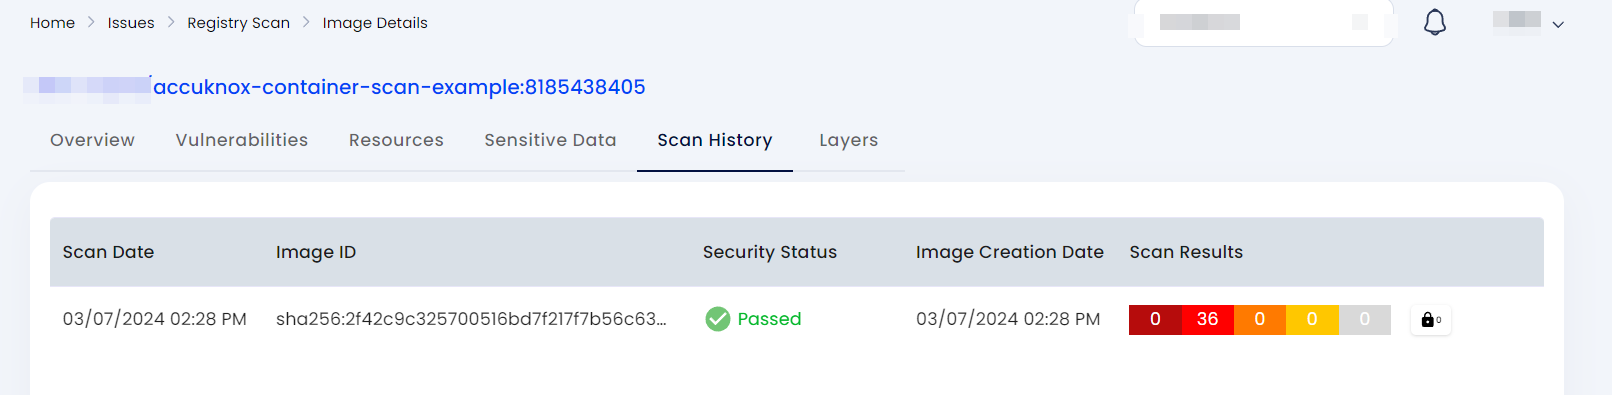 Home > Issues > Registry Scan > Image Details
/accuknox-container-scan-example:8185438405
Overview Vulnerabilities Resources Sensitive Data Scan History Layers
Scan Date Image ID Security Status Image Creation Date Scan Results
03/07/2024 02:28 PM sha256:2f42c9c325700516bd7f217f7b56c63... Passed 03/07/2024 02:28 PM 0 36 0 0 0 0